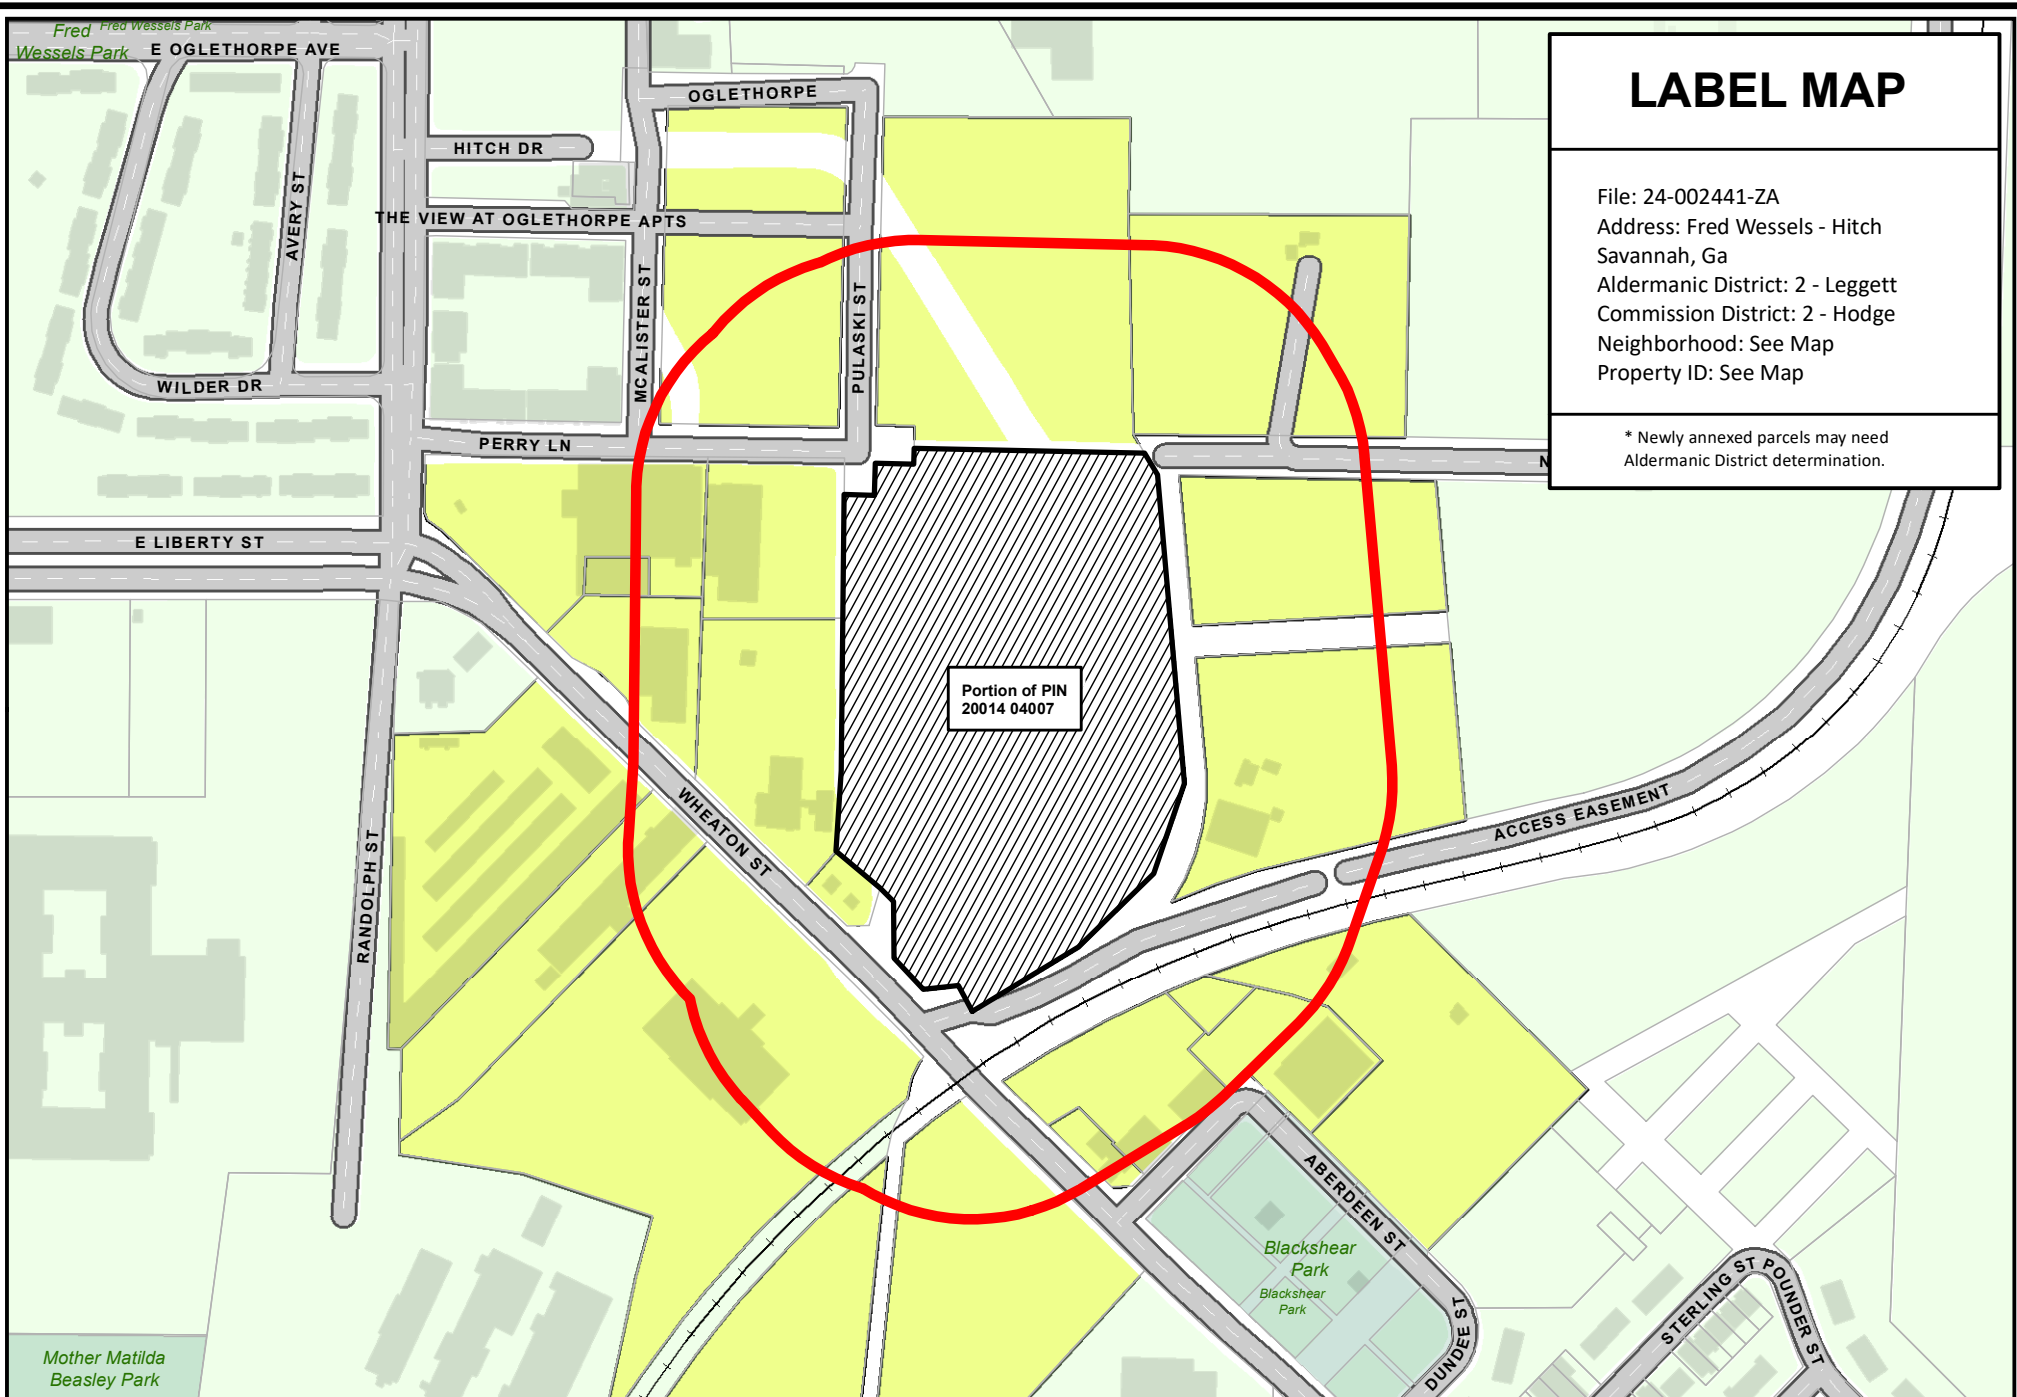 Fred
Wessels Park
Fred Wessels Park
E OGLETHORPE AVE
OGLETHORPE
HITCH DR
AVERY ST
THE VIEW AT OGLETHORPE APTS
MCALISTER ST
PULASKI ST
WILDER DR
PERRY LN
E LIBERTY ST
LABEL MAP
File: 24-002441-ZA
Address: Fred Wessels - Hitch
Savannah, Ga
Aldermanic District: 2 - Leggett
Commission District: 2 - Hodge
Neighborhood: See Map
Property ID: See Map
* Newly annexed parcels may need
Aldermanic District determination.
N
Portion of PIN
20014 04007
WHEATON ST
RANDOLPH ST
ACCESS EASEMENT
ABERDEEN ST
Blackshear
Park
Blackshear
Park
DUNDEE ST
STERLING ST
POUNDER ST
Mother Matilda
Beasley Park